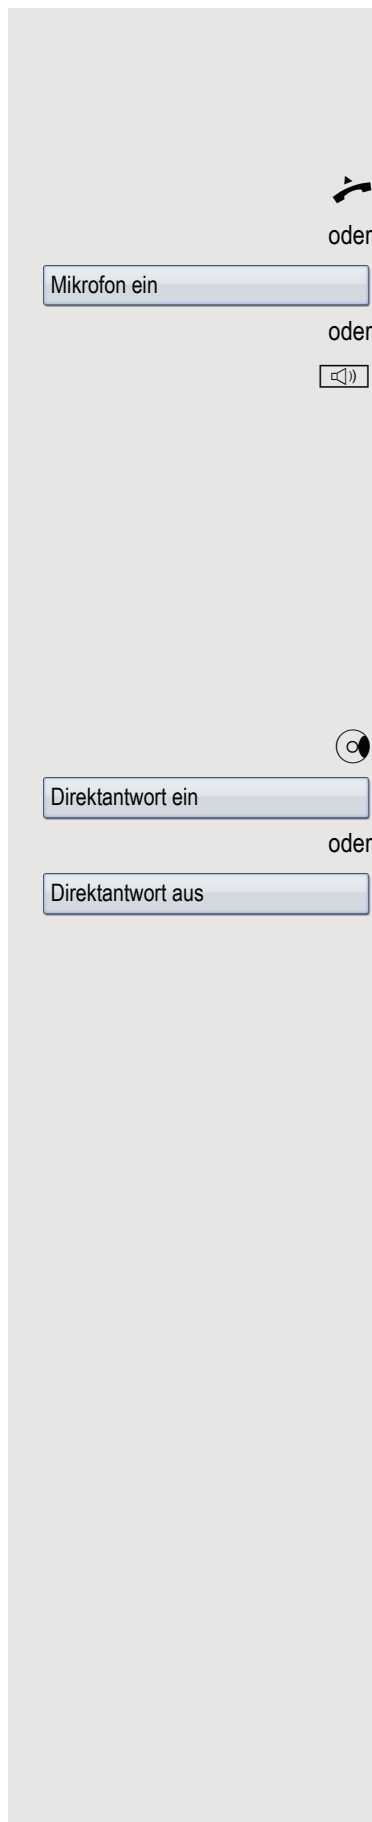 oder
Mikrofon ein
oder
Direktantwort ein
oder
Direktantwort aus